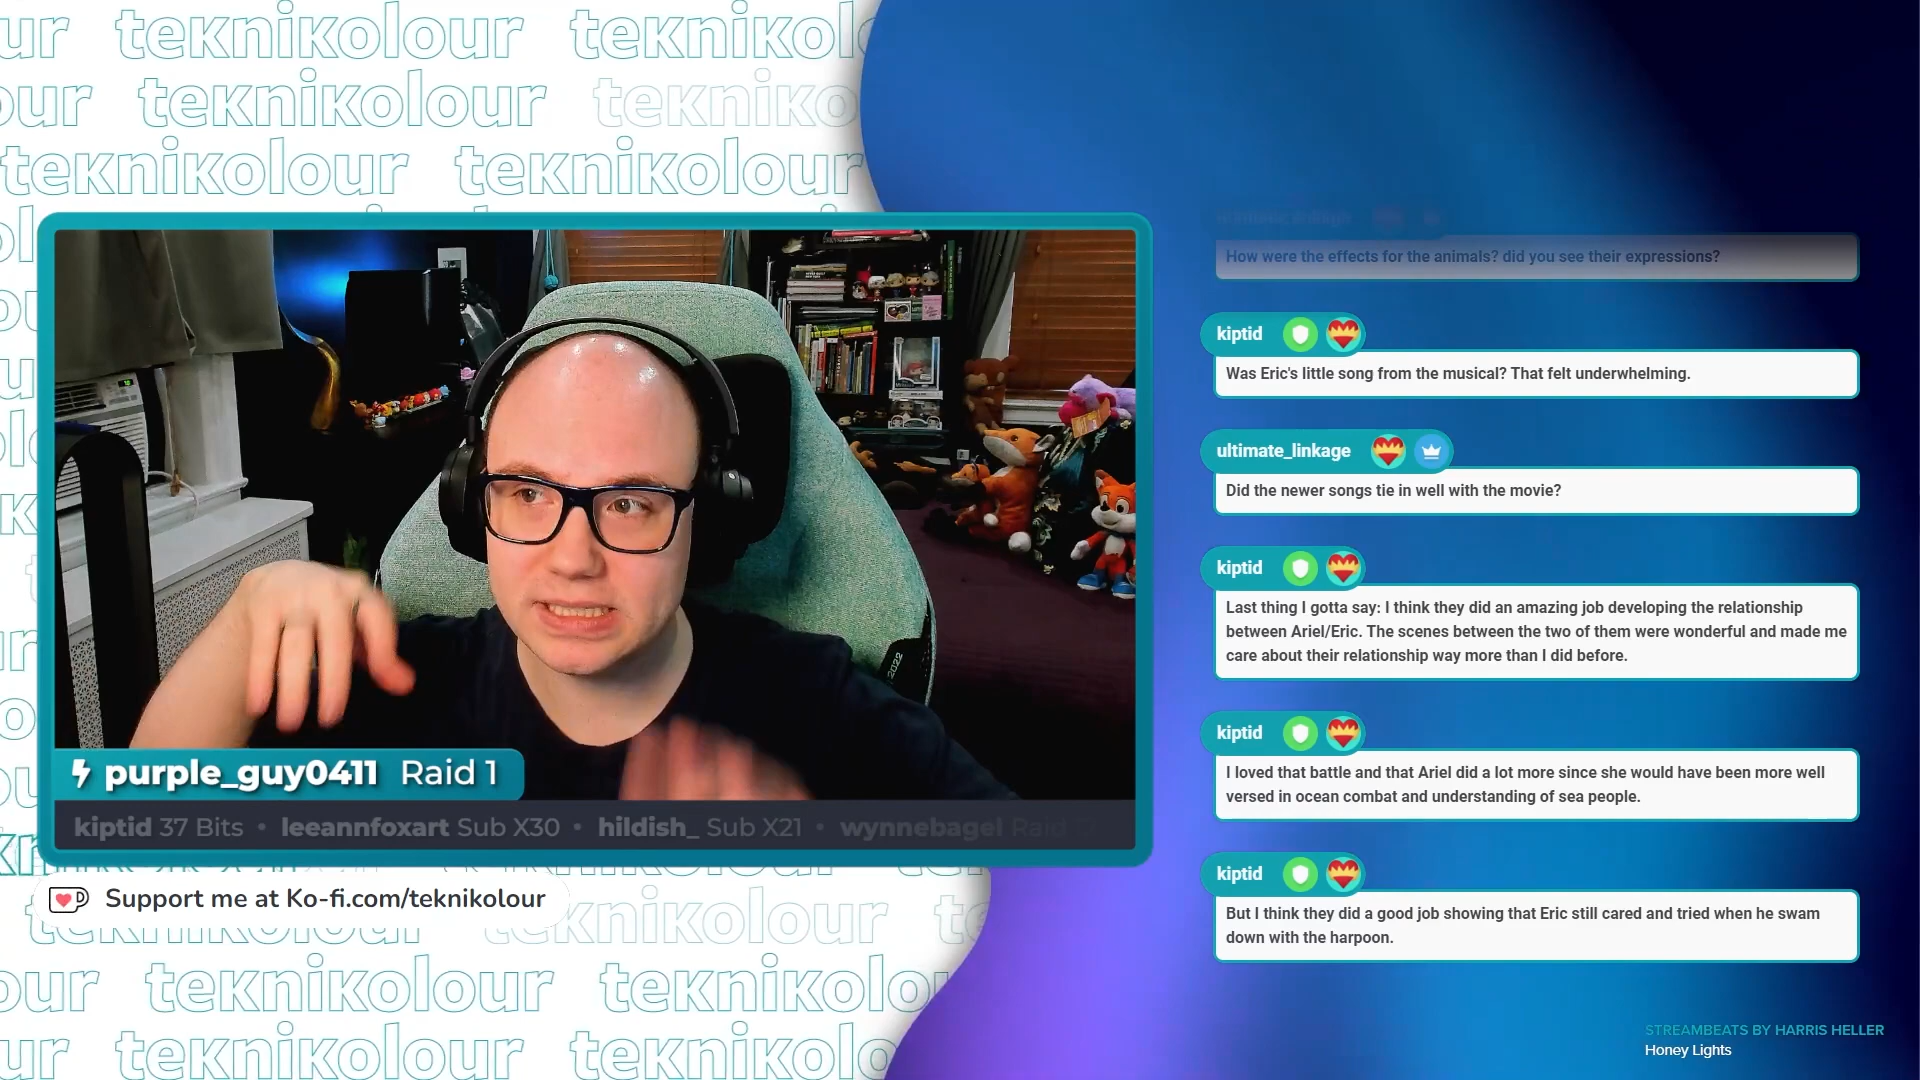 teknikolour teknikolour
teknikolour
teknikolour teknikolour
How were the effects for the animals? did you see their expressions?
kiptid
Was Eric's little song from the musical? That felt underwhelming.
ultimate_linkage
Did the newer songs tie in well with the movie?
kiptid
Last thing I gotta say: I think they did an amazing job developing the relationship
between Ariel/Eric. The scenes between the two of them were wonderful and made me
care about their relationship way more than I did before.
kiptid
I loved that battle and that Ariel did a lot more since she would have been more well
versed in ocean combat and understanding of sea people.
kiptid
But I think they did a good job showing that Eric still cared and tried when he swam
down with the harpoon.
2022
purple_guy0411 Raid 1
kiptid 37 Bits • leeannfoxart Sub X30 • hildish_ Sub X21 • wynnebagel Raid
Support me at Ko-fi.com/teknikolour
teknikolour
teknikolour
teknikolour
STREAMBEATS BY HARRIS HELLER
Honey Lights